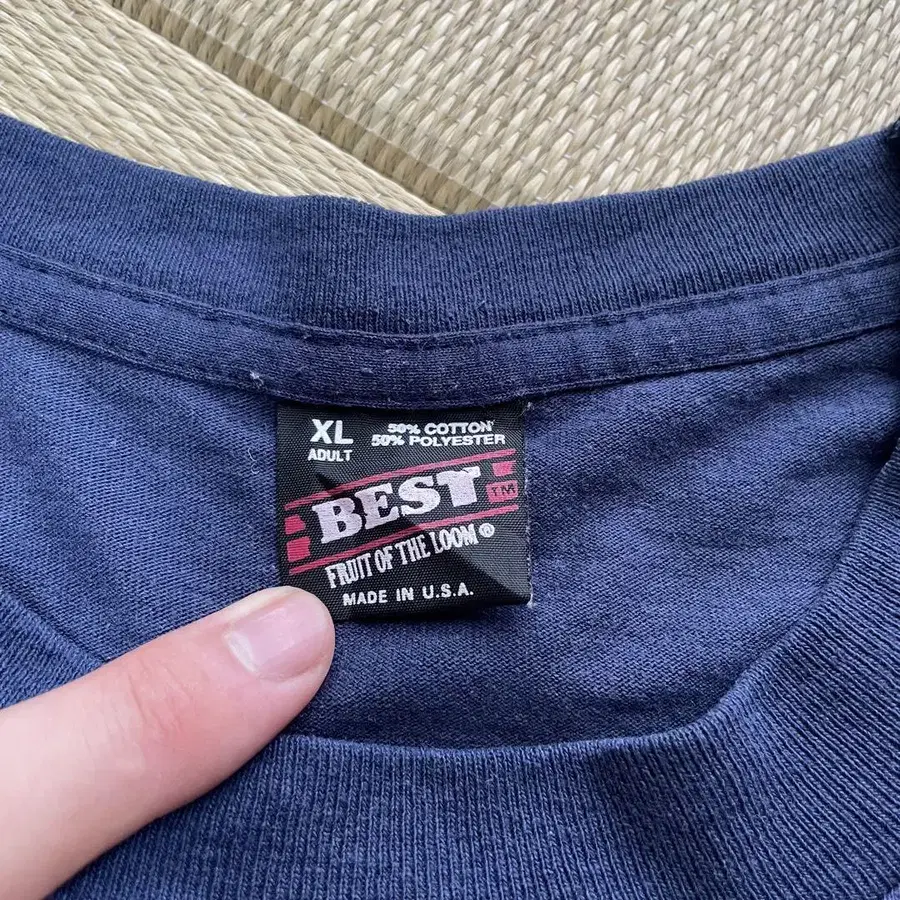 XL
ADULT
50% COTTON
50% POLYESTER
BEST TM
FRUIT OF THE LOOM ®
MADE IN U.S.A.